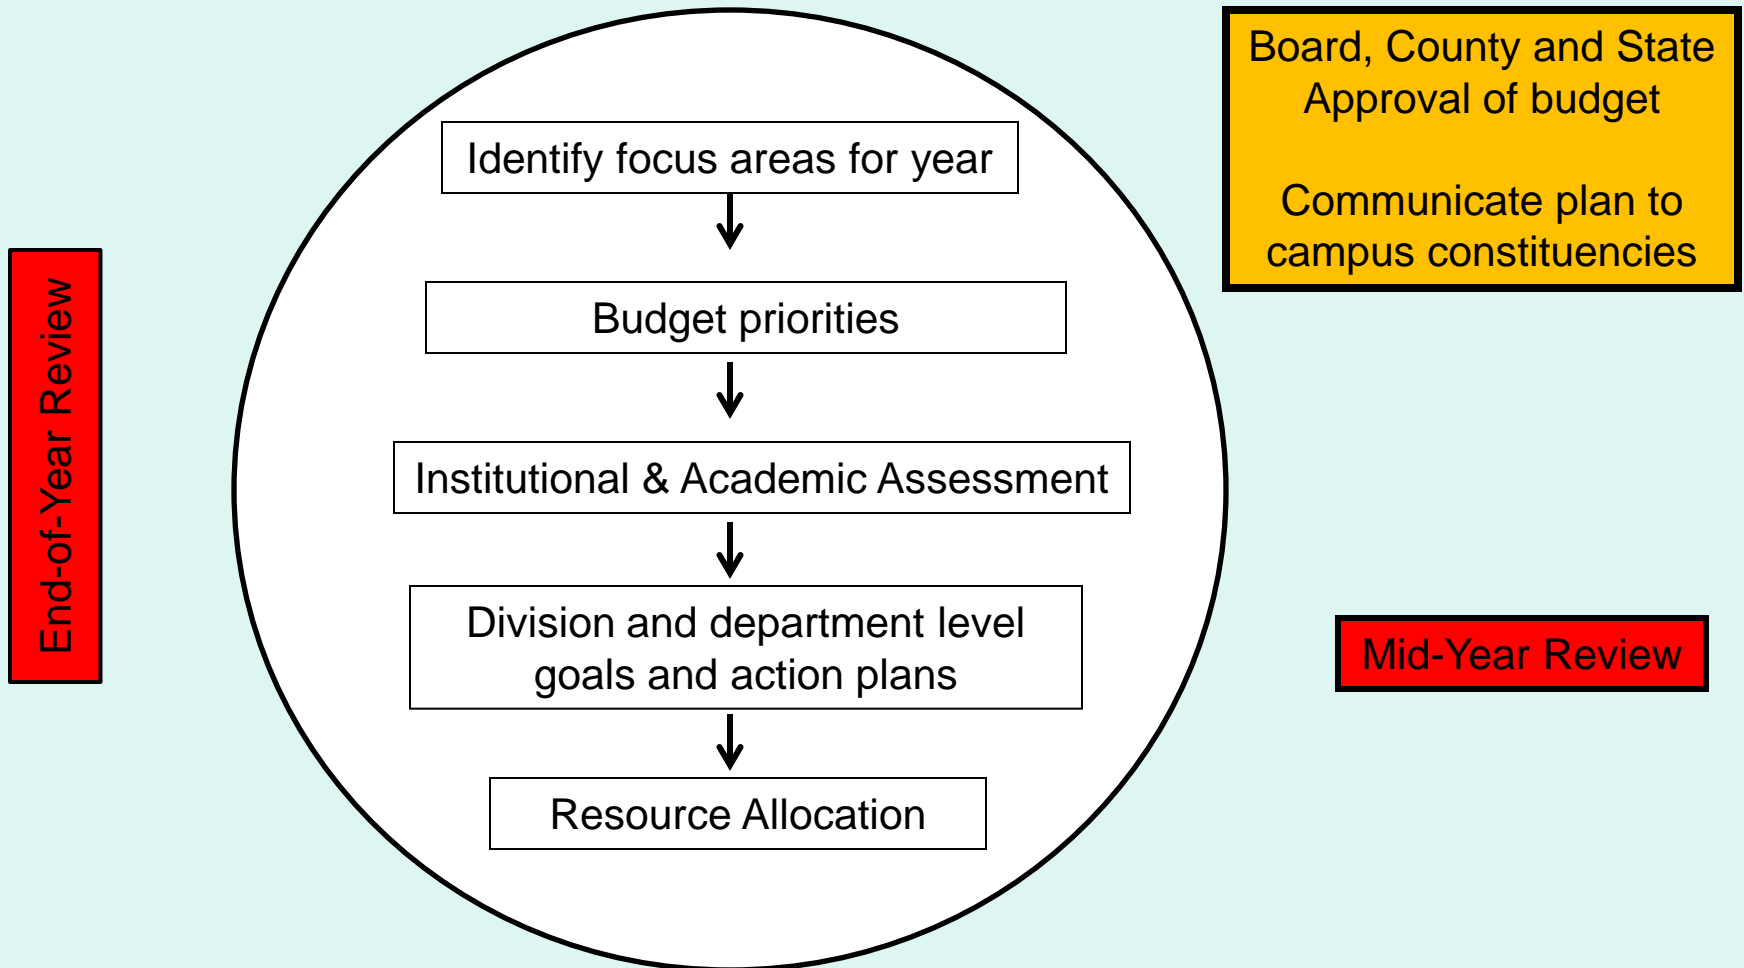 Board, County and State
Approval of budget
Communicate plan to
campus constituencies
Identify focus areas for year
Budget priorities
Institutional & Academic Assessment
Division and department level
goals and action plans
Resource Allocation
End-of-Year Review
Mid-Year Review